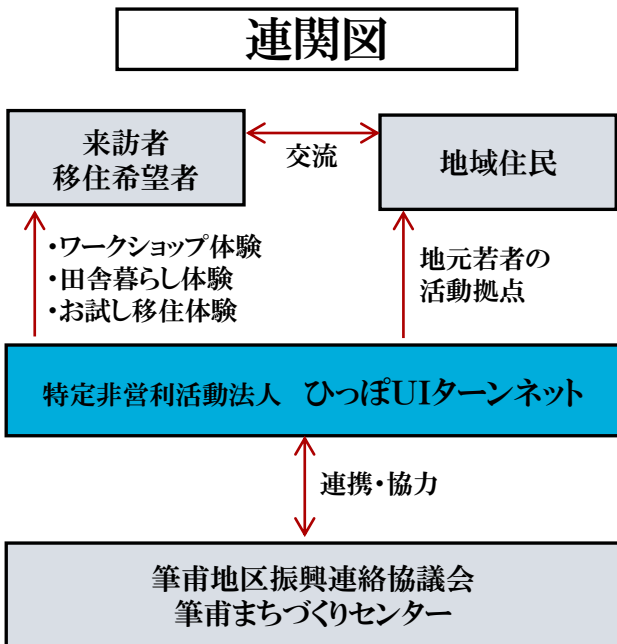 連関図
来訪者
移住希望者
交流
地域住民
・ワークショップ体験
・田舎暮らし体験
・お試し移住体験
地元若者の
活動拠点
特定非営利活動法人 ひっぽUIターンネット
連携・協力
筆甫地区振興連絡協議会
筆甫まちづくりセンター